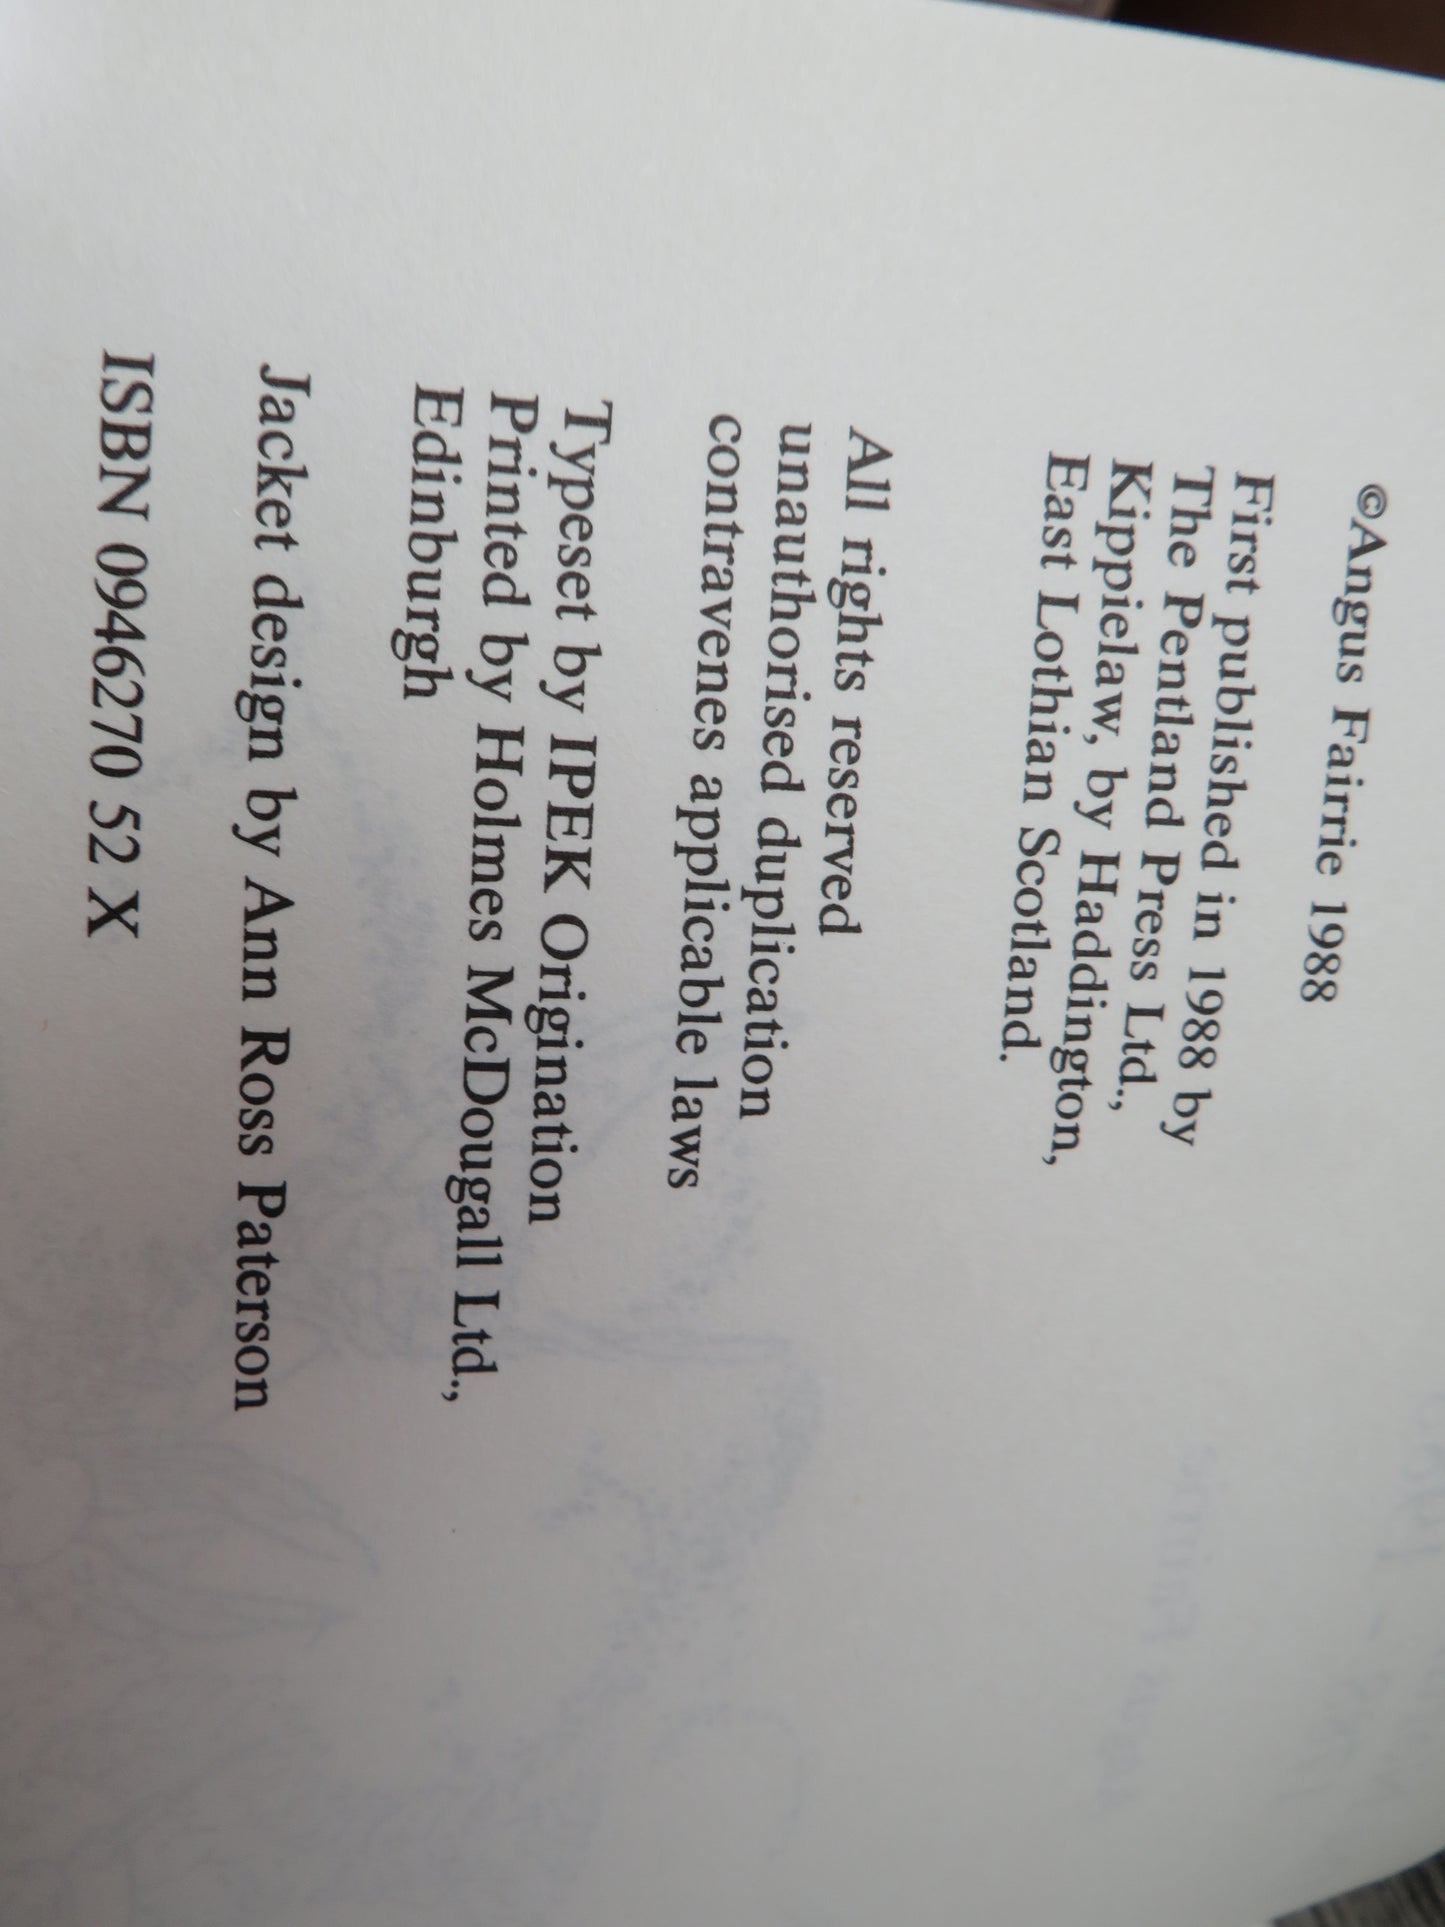 ©Angus Fairrie 1988
First published in 1988 by
The Pentland Press Ltd.,
Kippielaw, by Haddington,
East Lothian Scotland.
All rights reserved
unauthorised duplication
contravenes applicable laws
Typeset by IPEK Origination
Printed by Holmes McDougall Ltd.,
Edinburgh
Jacket design by Ann Ross Paterson
ISBN 0946270 52 X